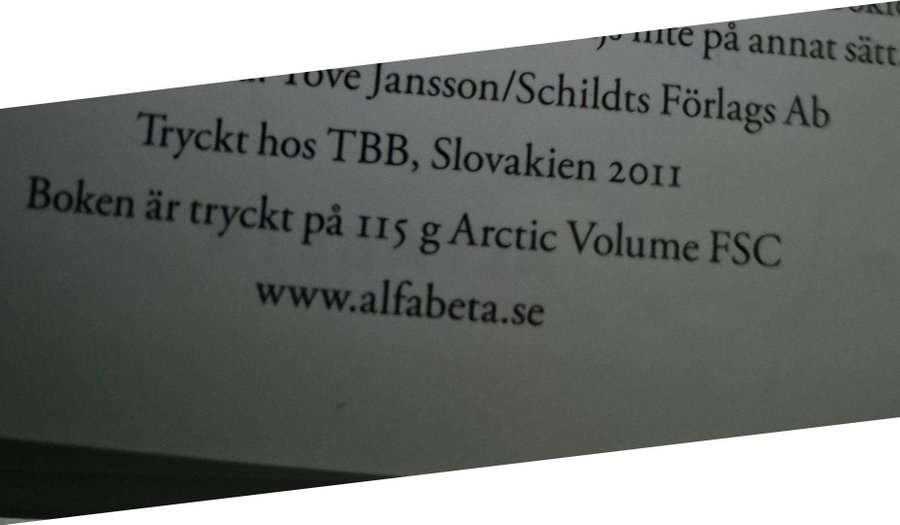 inte på annat sätt.
Tove Jansson/Schildts Förlags Ab
Tryckt hos TBB, Slovakien 2011
Boken är tryckt på 115 g Arctic Volume FSC
www.alfabeta.se